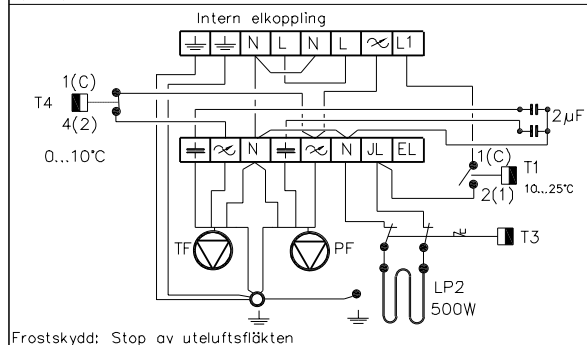 Intern elkoppling
N L N L L1
1(C)
T4
4(2)
0...10°C
2µF
N N JL EL
1(C)
T1
2(1)
10...25°C
TF PF
T3
LP2
500W
Frostskydd: Stop av uteluftsfläkten